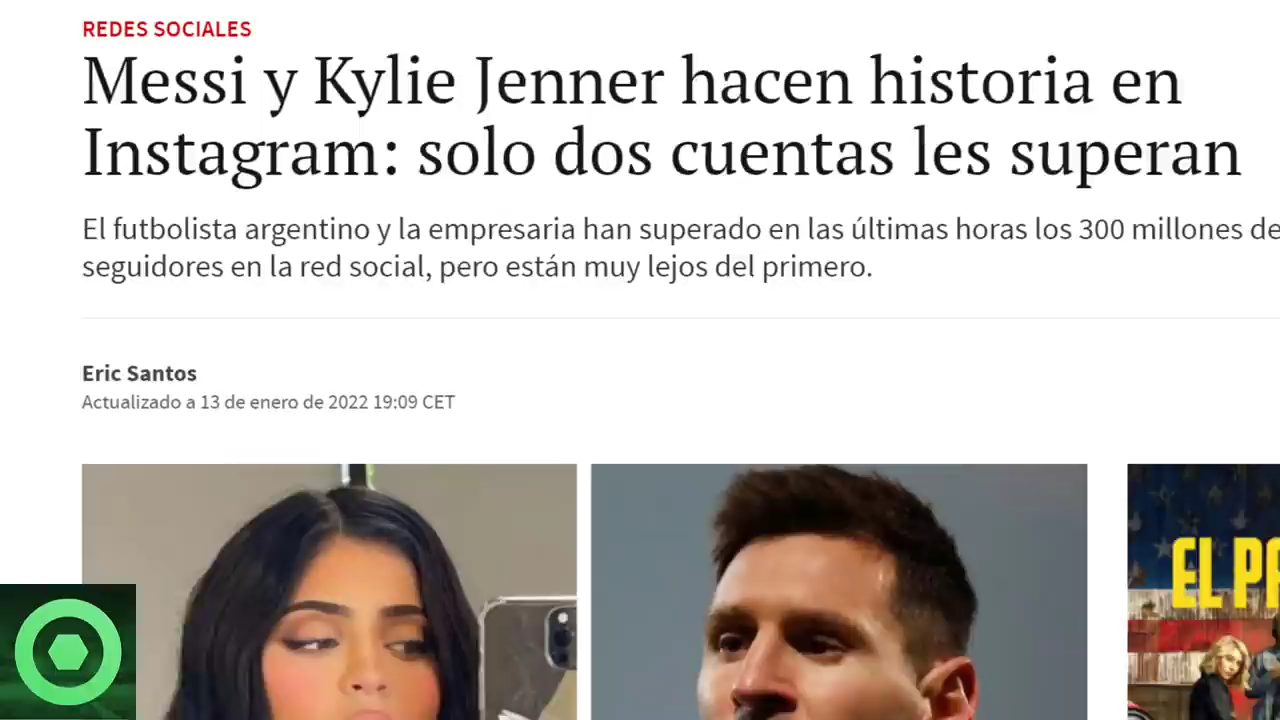 REDES SOCIALES
Messi y Kylie Jenner hacen historia en
Instagram: solo dos cuentas les superan
El futbolista argentino y la empresaria han superado en las últimas horas los 300 millones de
seguidores en la red social, pero están muy lejos del primero.
Eric Santos
Actualizado a 13 de enero de 2022 19:09 CET
EL PA